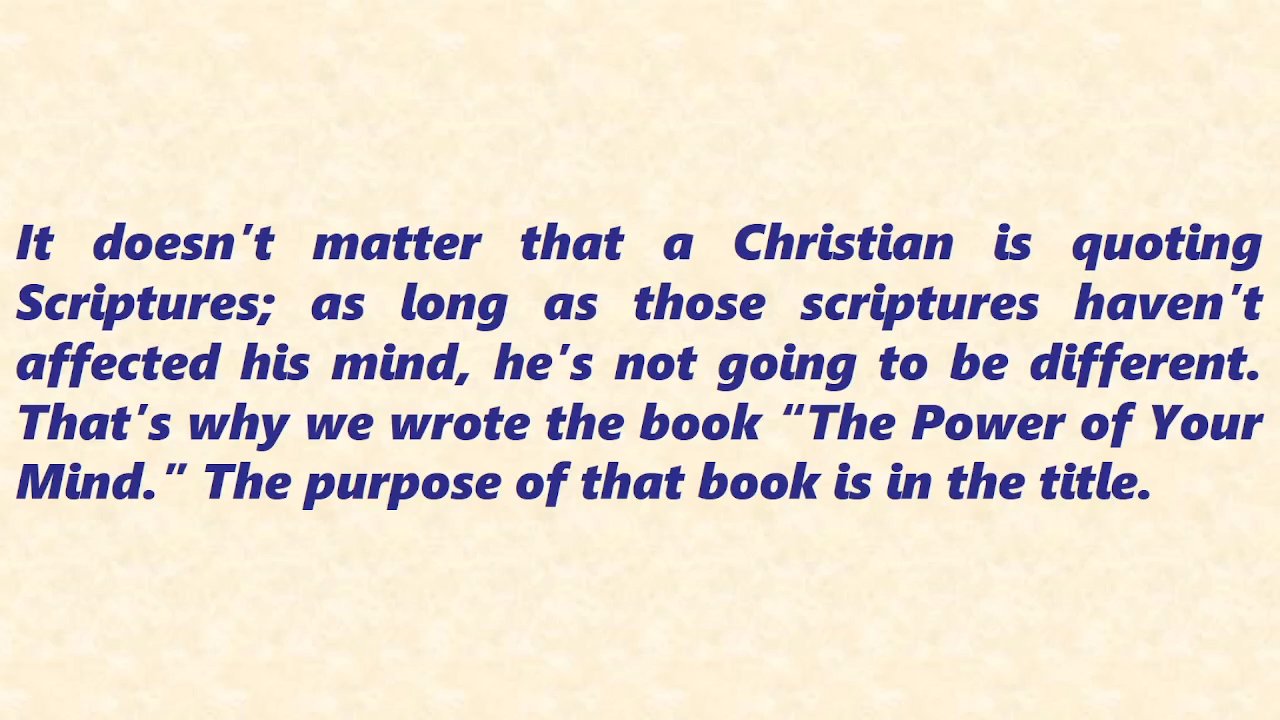 It doesn't matter that a Christian is quoting
Scriptures; as long as those scriptures haven't
affected his mind, he's not going to be different.
That's why we wrote the book “The Power of Your
Mind.” The purpose of that book is in the title.